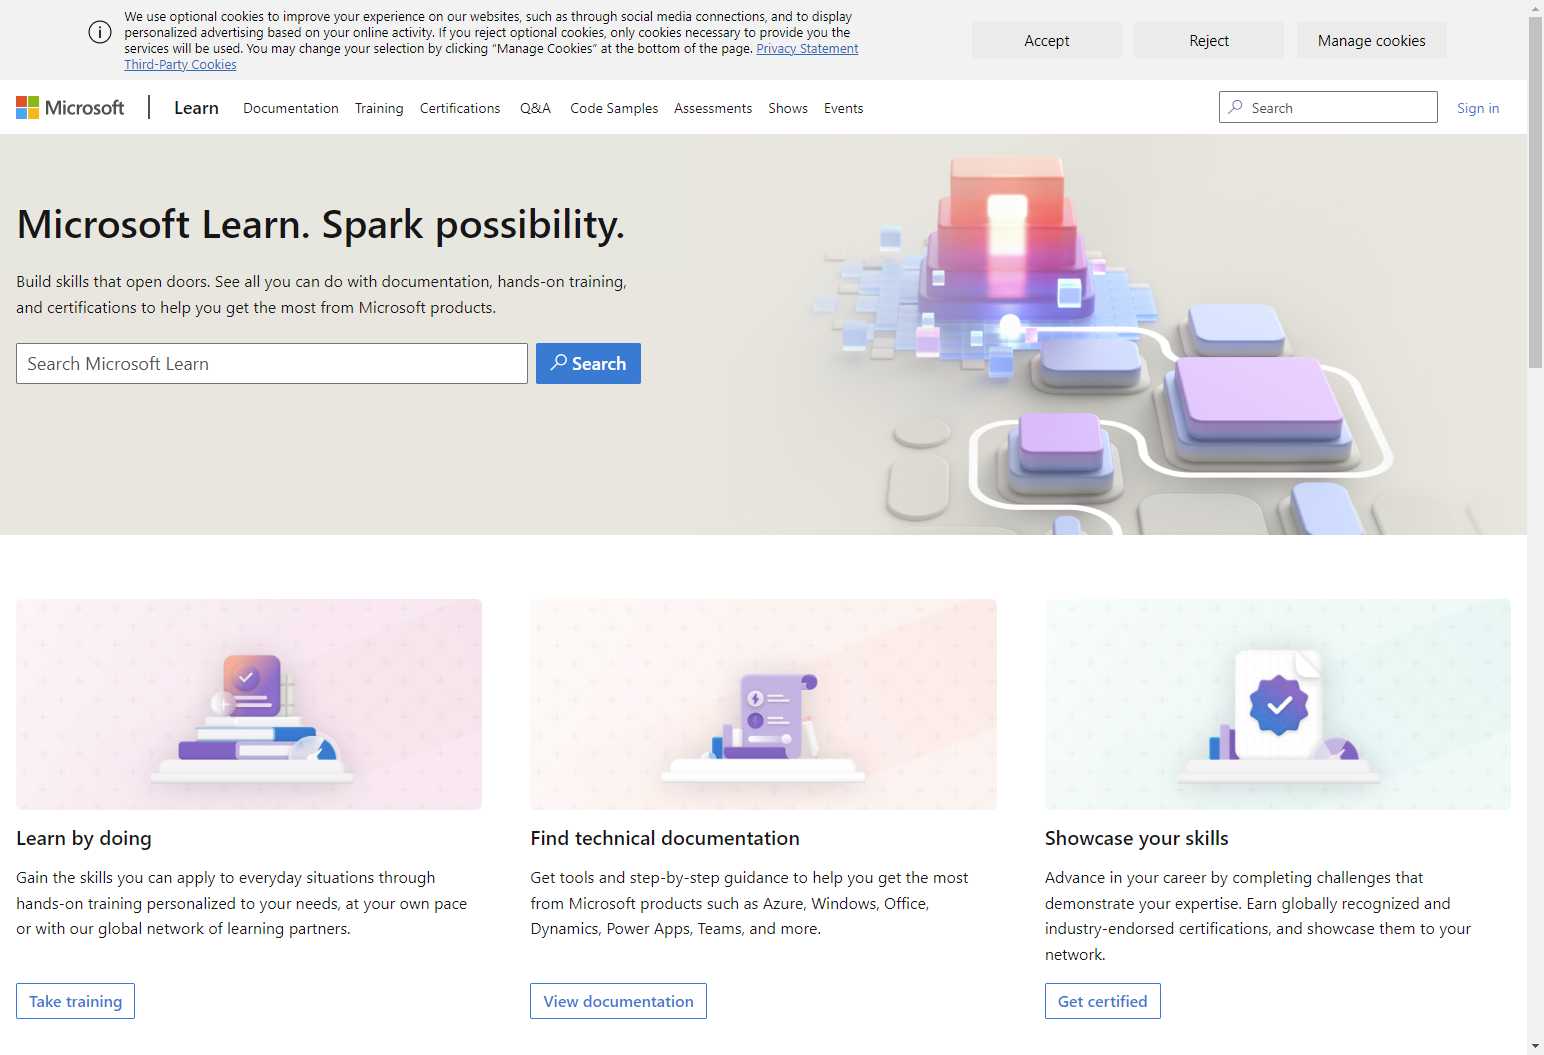 We use optional cookies to improve your experience on our websites, such as through social media connections, and to display
personalized advertising based on your online activity. If you reject optional cookies, only cookies necessary to provide you the
services will be used. You may change your selection by clicking “Manage Cookies” at the bottom of the page. Privacy Statement
Third-Party Cookies
Accept
Reject
Manage cookies
Microsoft
Learn
Documentation
Training
Certifications
Q&A
Code Samples
Assessments
Shows
Events
Search
Sign in
Microsoft Learn. Spark possibility.
Build skills that open doors. See all you can do with documentation, hands-on training,
and certifications to help you get the most from Microsoft products.
Search Microsoft Learn
Search
Learn by doing
Gain the skills you can apply to everyday situations through
hands-on training personalized to your needs, at your own pace
or with our global network of learning partners.
Take training
Find technical documentation
Get tools and step-by-step guidance to help you get the most
from Microsoft products such as Azure, Windows, Office,
Dynamics, Power Apps, Teams, and more.
View documentation
Showcase your skills
Advance in your career by completing challenges that
demonstrate your expertise. Earn globally recognized and
industry-endorsed certifications, and showcase them to your
network.
Get certified